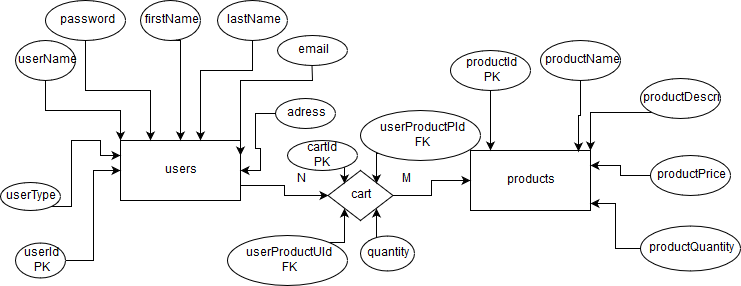 password
firstName
lastName
userName
email
productId
PK
productName
productDescri
adress
userProductPId
FK
cartId
PK
users
N
M
products
productPrice
userType
cart
userId
PK
userProductUId
FK
quantity
productQuantity